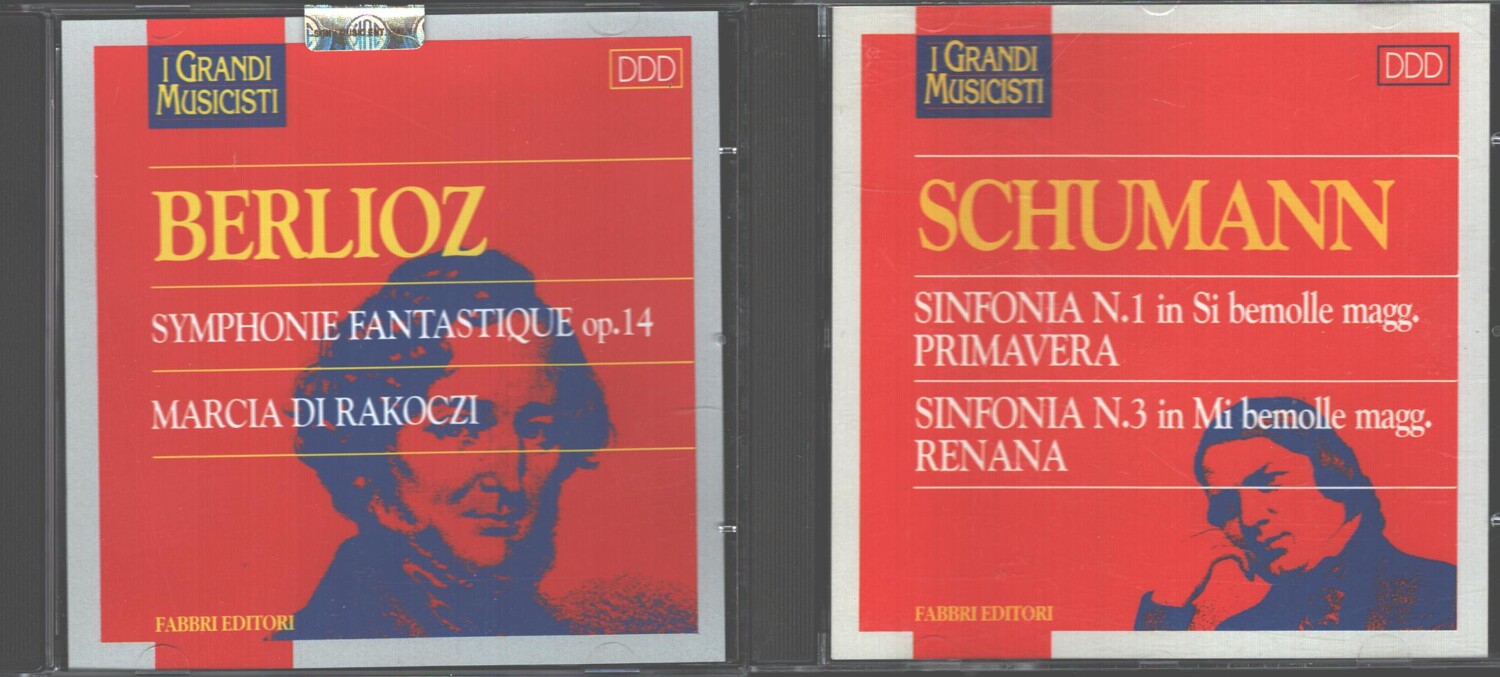 I GRANDI
MUSICISTI
DDD
BERLIOZ
SYMPHONIE FANTASTIQUE op.14
MARCIA DI RAKOCZI
FABBRI EDITORI
I GRANDI
MUSICISTI
DDD
SCHUMANN
SINFONIA N.1 in Si bemolle magg.
PRIMAVERA
SINFONIA N.3 in Mi bemolle magg.
RENANA
FABBRI EDITORI